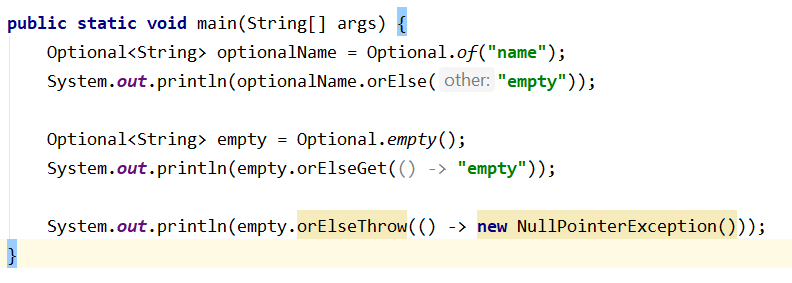 public static void main(String[] args) {
    Optional<String> optionalName = Optional.of("name");
    System.out.println(optionalName.orElse( other: "empty"));

    Optional<String> empty = Optional.empty();
    System.out.println(empty.orElseGet(() -> "empty"));

    System.out.println(empty.orElseThrow(() -> new NullPointerException()));
}